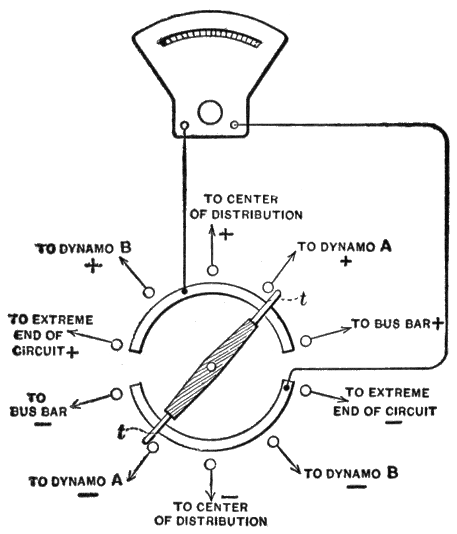 TO CENTER
OF DISTRIBUTION
+
TO DYNAMO B
+
TO DYNAMO A
+
t
TO EXTREME
END OF
CIRCUIT +
TO BUS BAR +
TO
BUS BAR
−
TO EXTREME
END OF CIRCUIT
−
t
TO DYNAMO A
−
TO DYNAMO B
−
−
TO CENTER
OF DISTRIBUTION